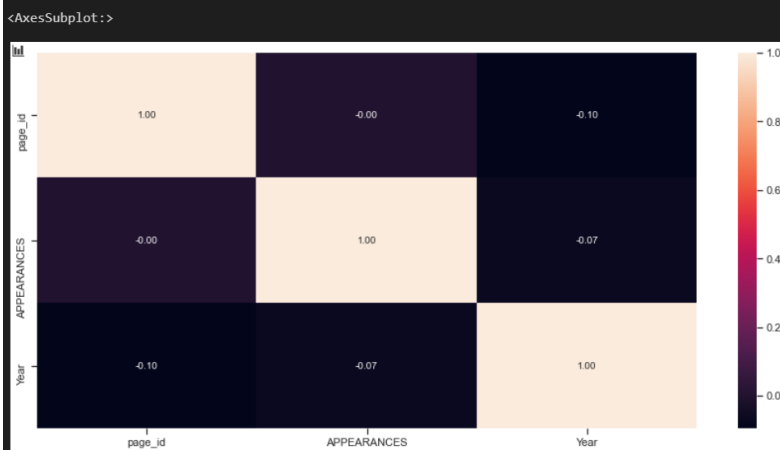 <AxesSubplot:>
1.0
page_id
1.00
-0.00
-0.10
0.8
0.6
APPEARANCES
-0.00
1.00
-0.07
0.4
0.2
Year
-0.10
-0.07
1.00
0.0
page_id
APPEARANCES
Year